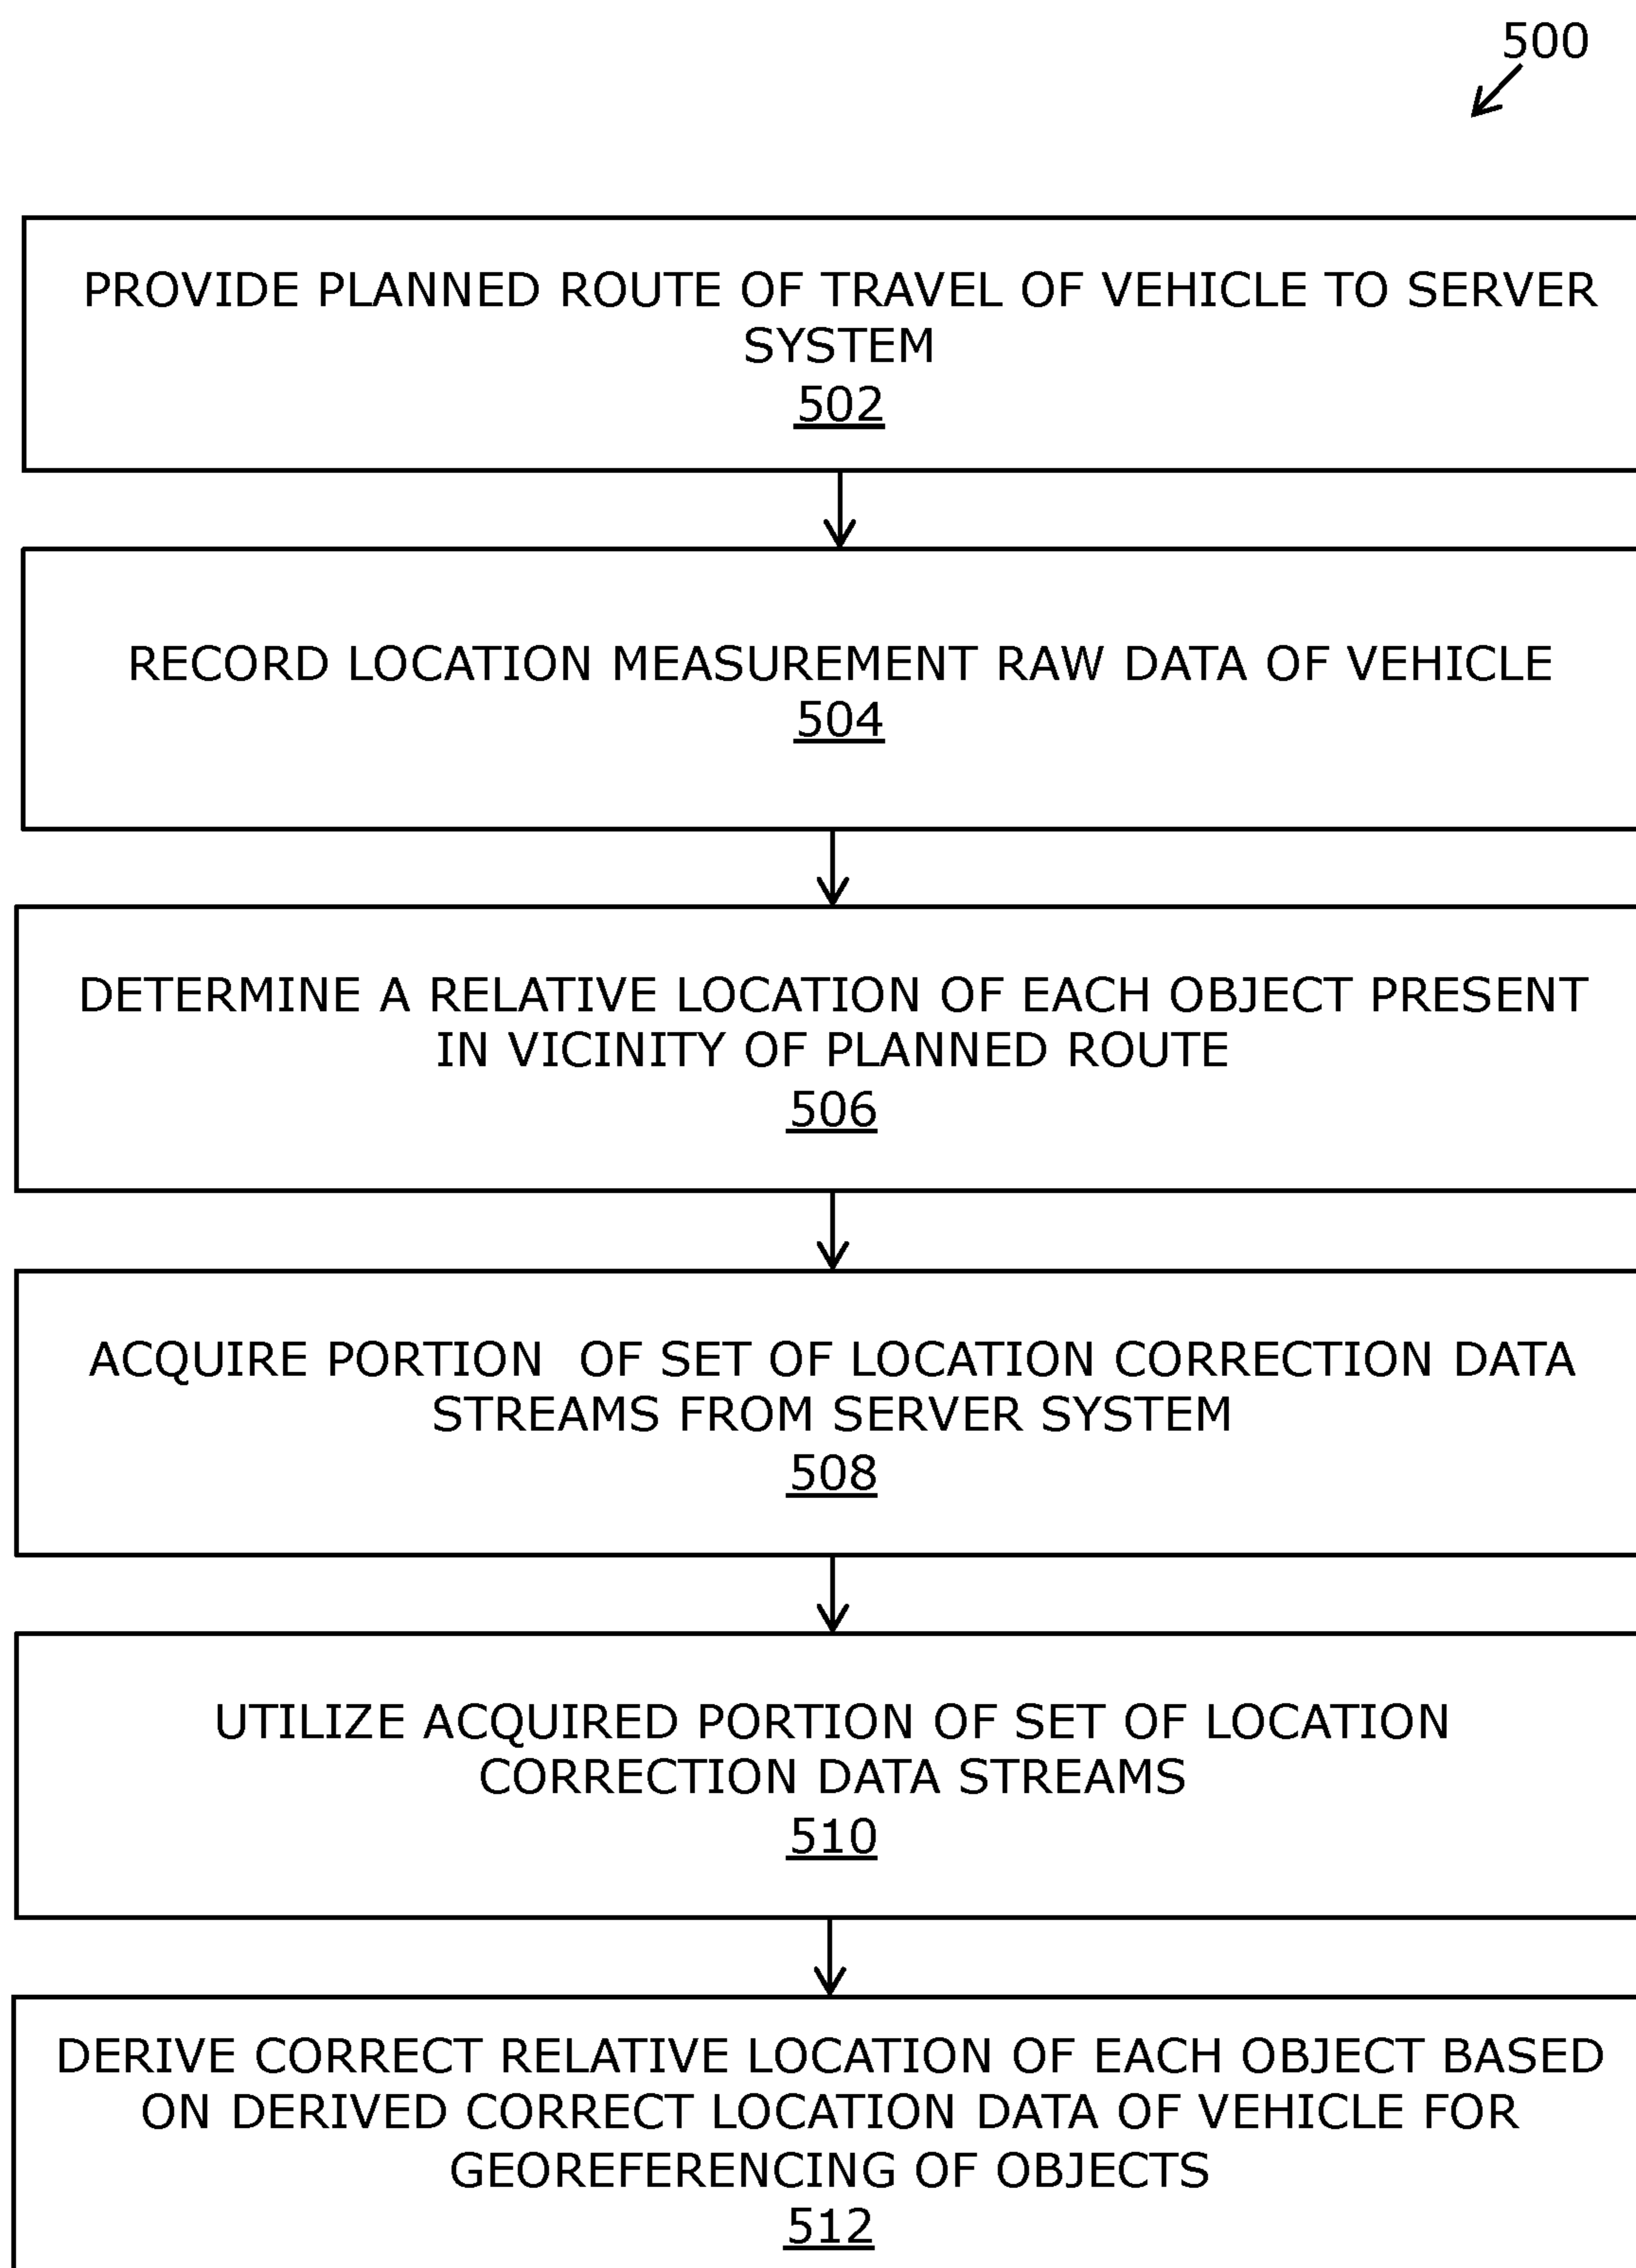 500
PROVIDE PLANNED ROUTE OF TRAVEL OF VEHICLE TO SERVER
SYSTEM
502
RECORD LOCATION MEASUREMENT RAW DATA OF VEHICLE
504
DETERMINE A RELATIVE LOCATION OF EACH OBJECT PRESENT
IN VICINITY OF PLANNED ROUTE
506
ACQUIRE PORTION OF SET OF LOCATION CORRECTION DATA
STREAMS FROM SERVER SYSTEM
508
UTILIZE ACQUIRED PORTION OF SET OF LOCATION
CORRECTION DATA STREAMS
510
DERIVE CORRECT RELATIVE LOCATION OF EACH OBJECT BASED
ON DERIVED CORRECT LOCATION DATA OF VEHICLE FOR
GEOREFERENCING OF OBJECTS
512